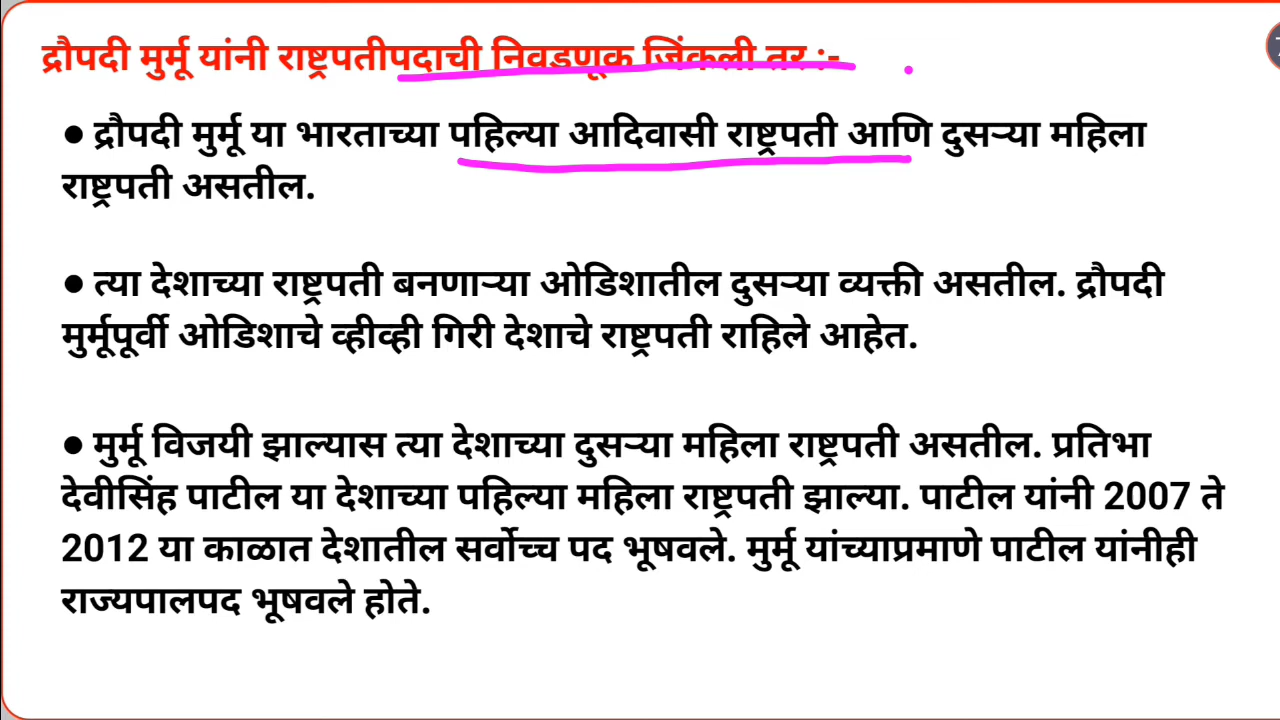 द्रौपदी मुर्मू यांनी राष्ट्रपतीपदाची निवडणूक जिंकली तर :-
● द्रौपदी मुर्मू या भारताच्या पहिल्या आदिवासी राष्ट्रपती आणि दुसऱ्या महिला
राष्ट्रपती असतील.
● त्या देशाच्या राष्ट्रपती बनणाऱ्या ओडिशातील दुसऱ्या व्यक्ती असतील. द्रौपदी
मुर्मूपूर्वी ओडिशाचे व्हीव्ही गिरी देशाचे राष्ट्रपती राहिले आहेत.
● मुर्मू विजयी झाल्यास त्या देशाच्या दुसऱ्या महिला राष्ट्रपती असतील. प्रतिभा
देवीसिंह पाटील या देशाच्या पहिल्या महिला राष्ट्रपती झाल्या. पाटील यांनी 2007 ते
2012 या काळात देशातील सर्वोच्च पद भूषवले. मुर्मू यांच्याप्रमाणे पाटील यांनीही
राज्यपालपद भूषवले होते.